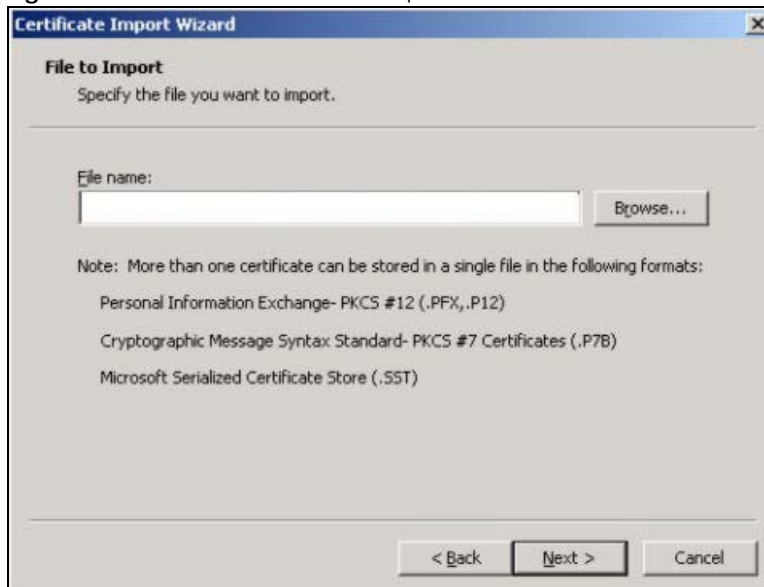 Certificate Import Wizard
File to Import
Specify the file you want to import.
File name:
Browse...
Note: More than one certificate can be stored in a single file in the following formats:
Personal Information Exchange- PKCS #12 (.PFX,.P12)
Cryptographic Message Syntax Standard- PKCS #7 Certificates (.P7B)
Microsoft Serialized Certificate Store (.SST)
< Back
Next >
Cancel